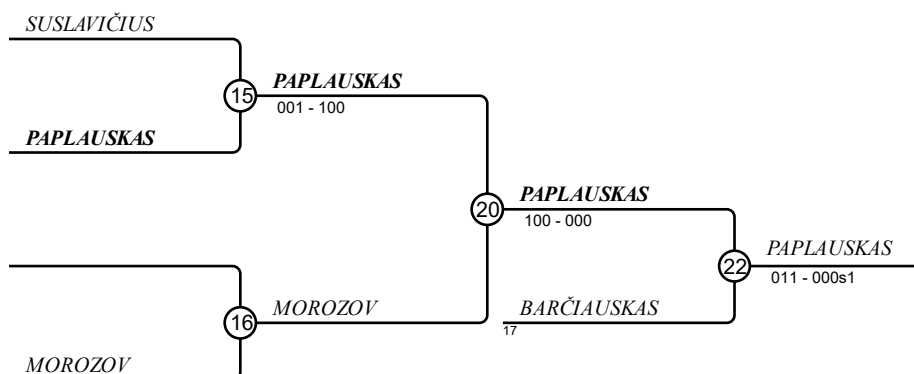 SUSLAVIČIUS
15
PAPLAUSKAS
001 - 100
PAPLAUSKAS
20
PAPLAUSKAS
100 - 000
22
PAPLAUSKAS
011 - 000s1
16
MOROZOV
BARČIAUSKAS
17
MOROZOV